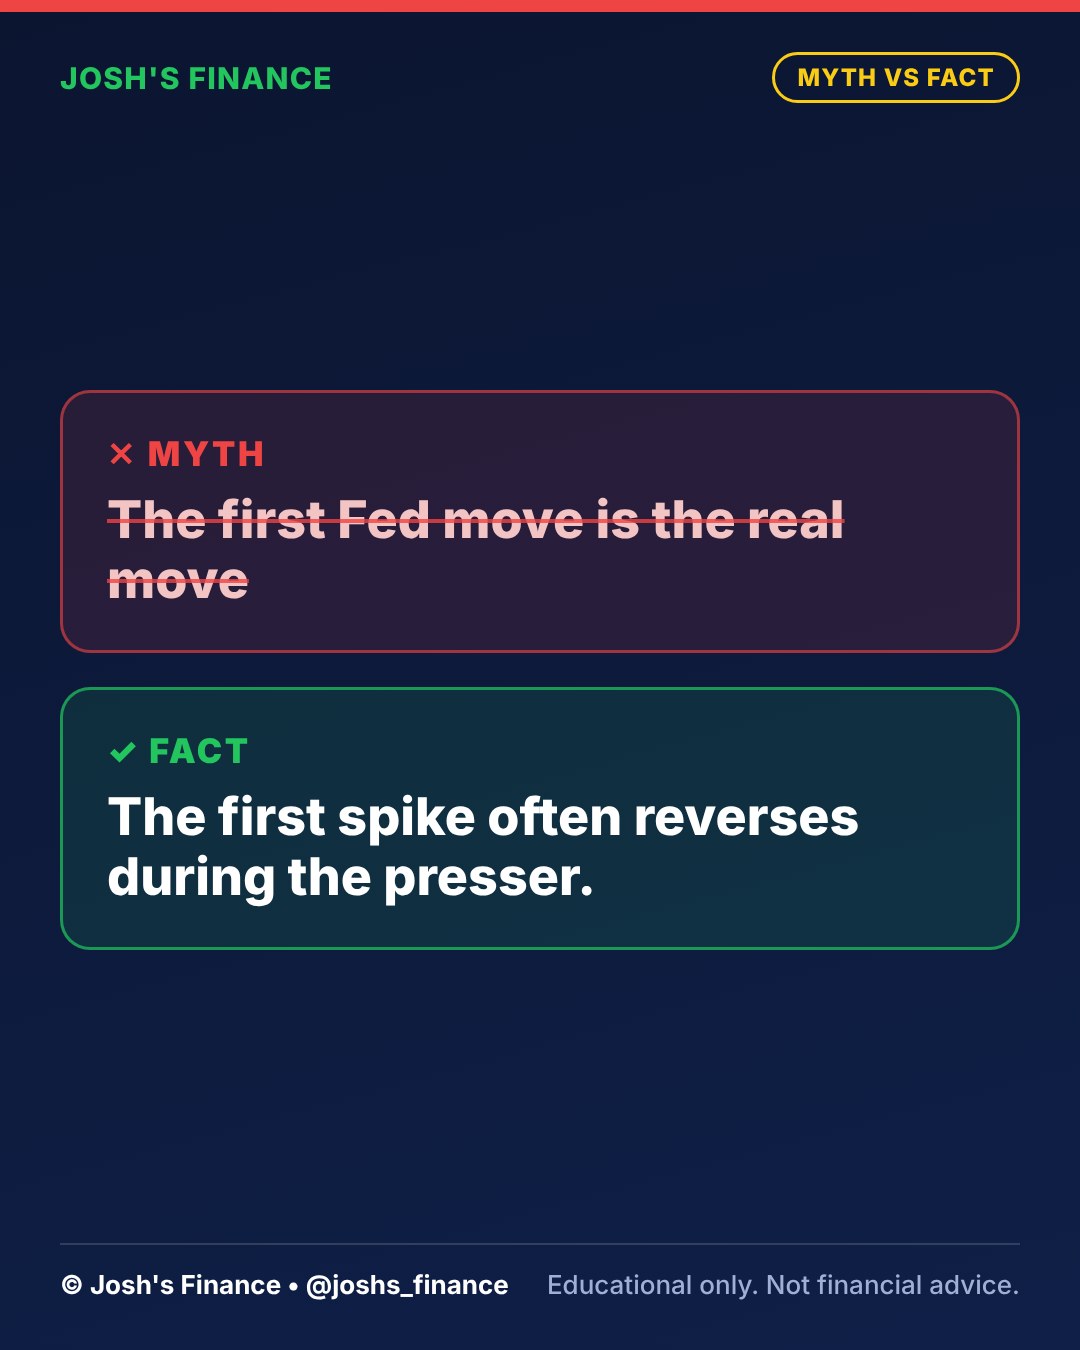 JOSH'S FINANCE
MYTH VS FACT
✕ MYTH
The first Fed move is the real
move
✓ FACT
The first spike often reverses
during the presser.
© Josh's Finance • @joshs_finance
Educational only. Not financial advice.